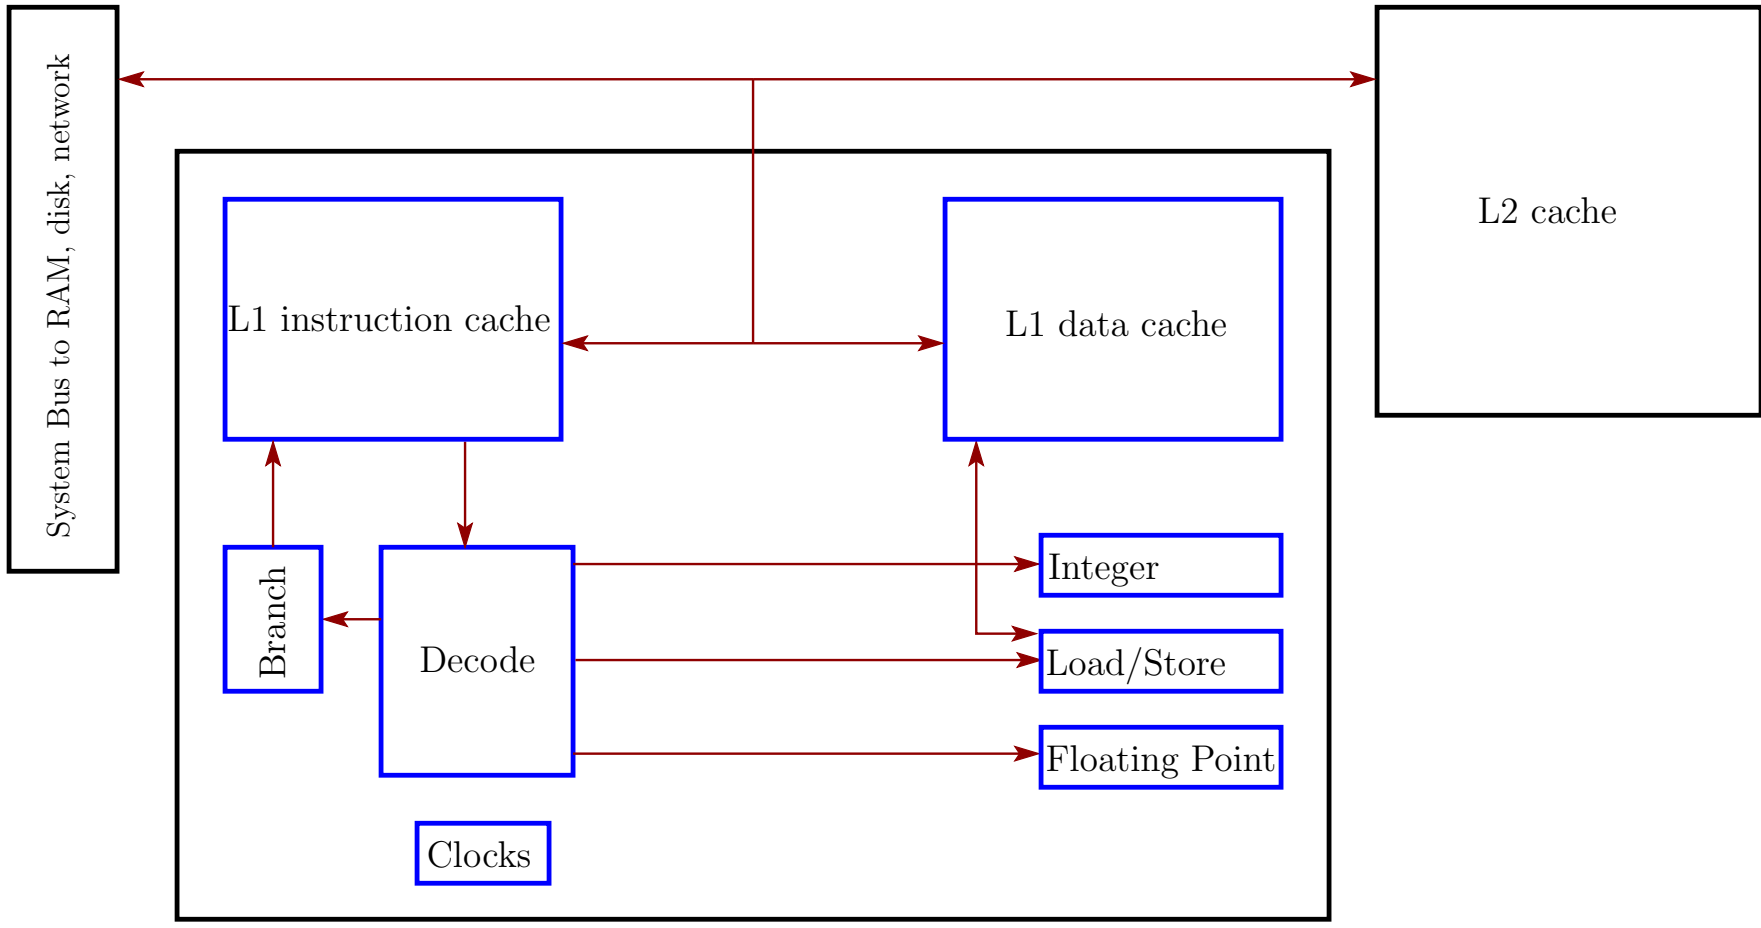 System Bus to RAM, disk, network
L2 cache
L1 instruction cache
L1 data cache
Branch
Decode
Integer
Load/Store
Floating Point
Clocks